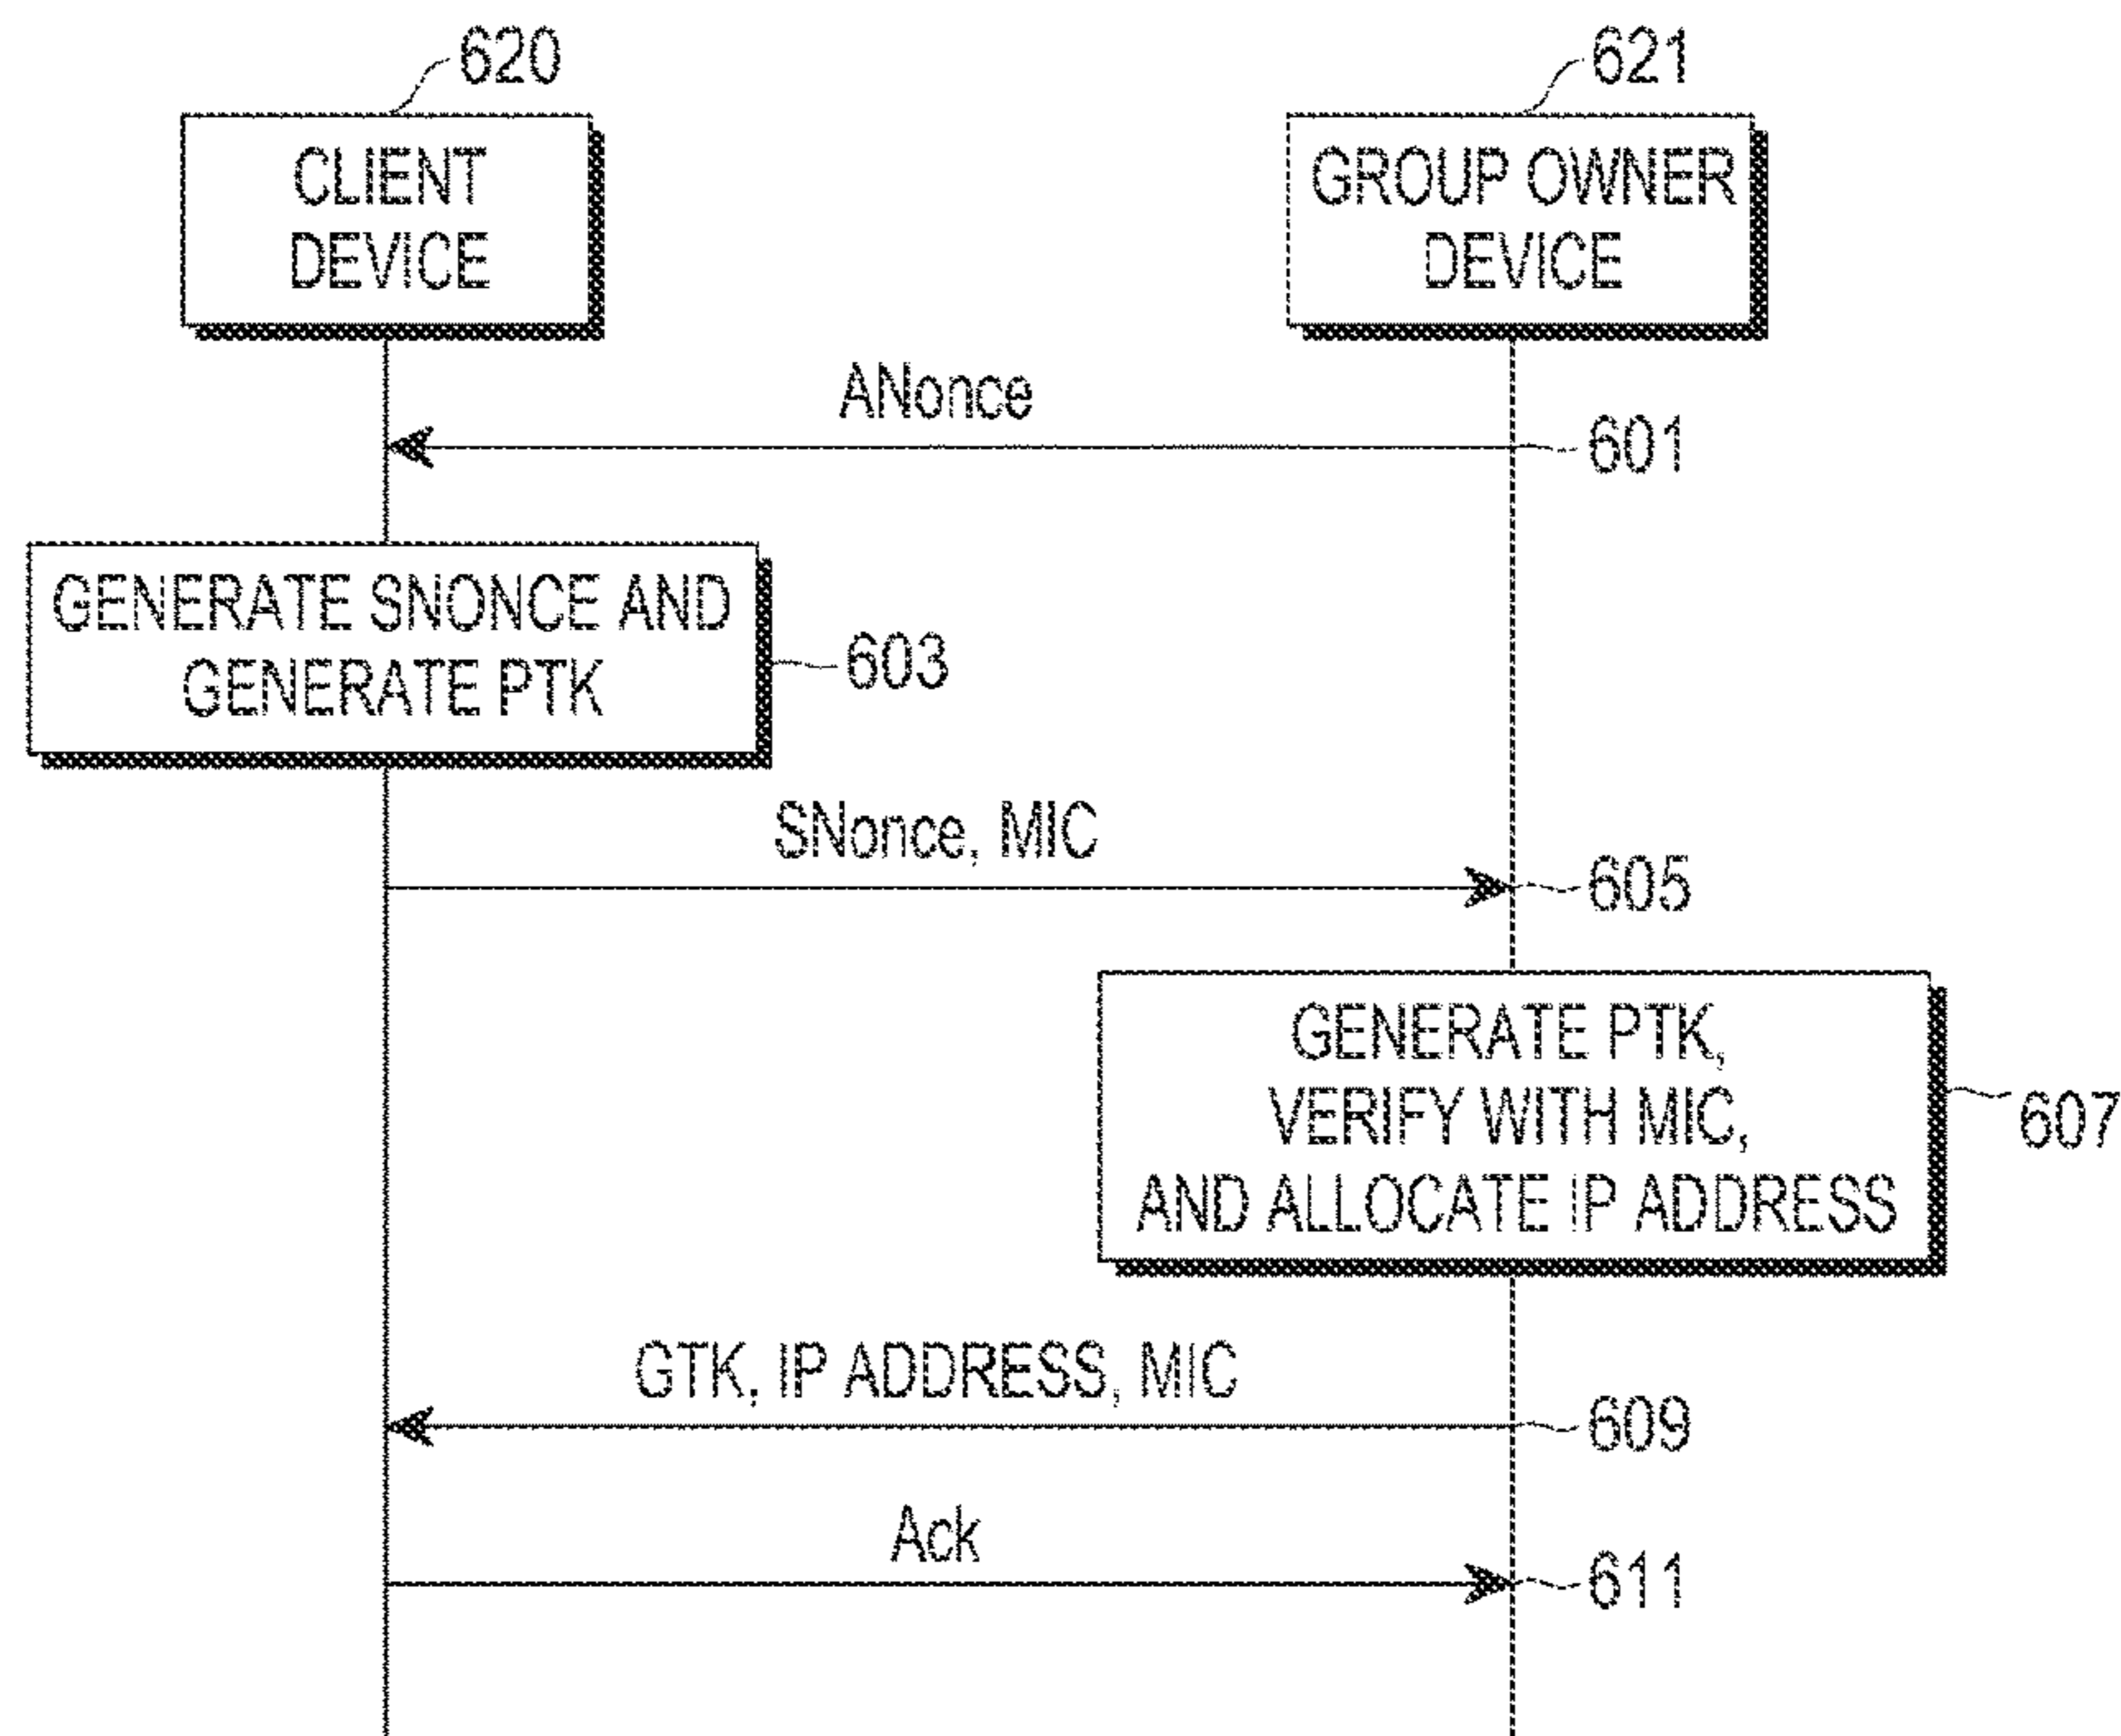 620
621
CLIENT
DEVICE
GROUP OWNER
DEVICE
ANonce
601
GENERATE SNONCE AND
GENERATE PTK
603
SNonce, MIC
605
GENERATE PTK,
VERIFY WITH MIC,
AND ALLOCATE IP ADDRESS
607
GTK, IP ADDRESS, MIC
609
Ack
611